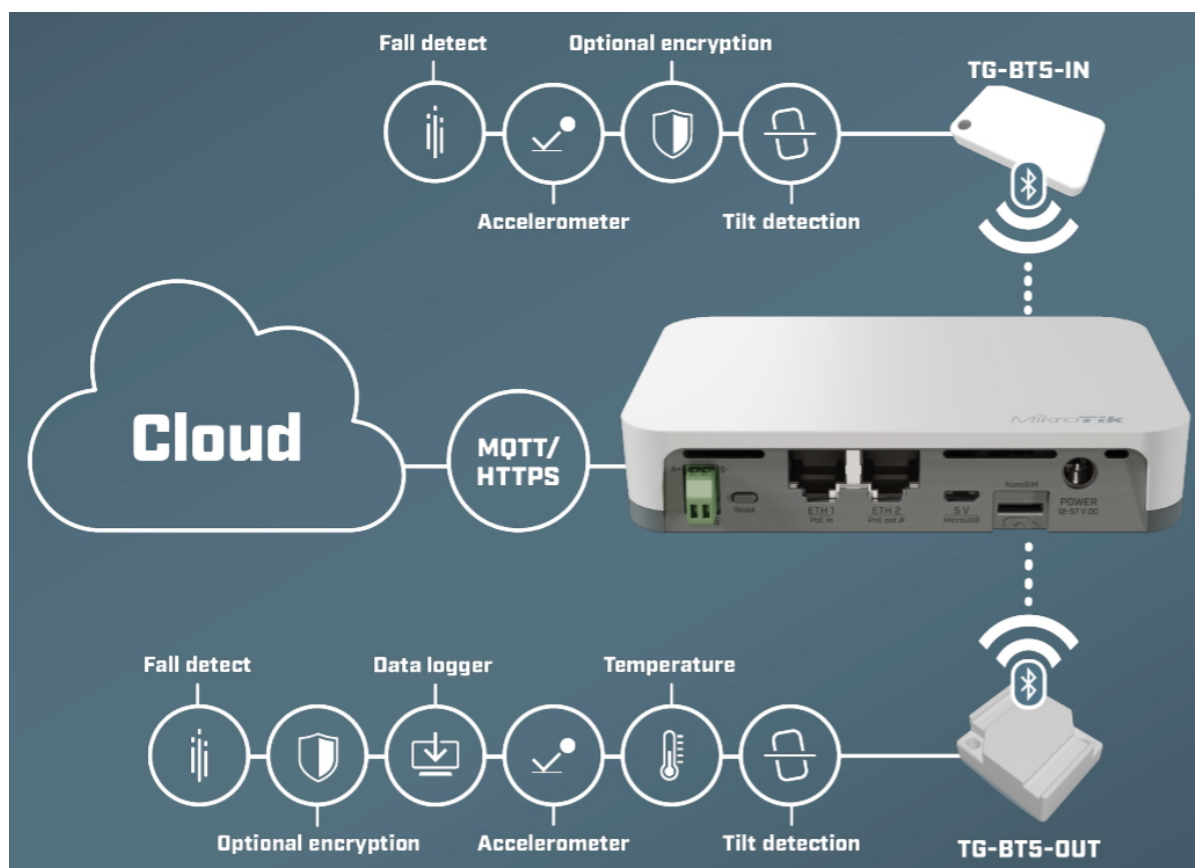 Fall detect
Optional encryption
TG-BT5-IN
Accelerometer
Tilt detection
Cloud
MQTT/
HTTPS
MikroTik
Reset
ETH 1
PoE in
ETH 2
PoE out
5 V
MicroUSB
NanoSIM
POWER
12-57 V DC
Fall detect
Data logger
Temperature
Optional encryption
Accelerometer
Tilt detection
TG-BT5-OUT